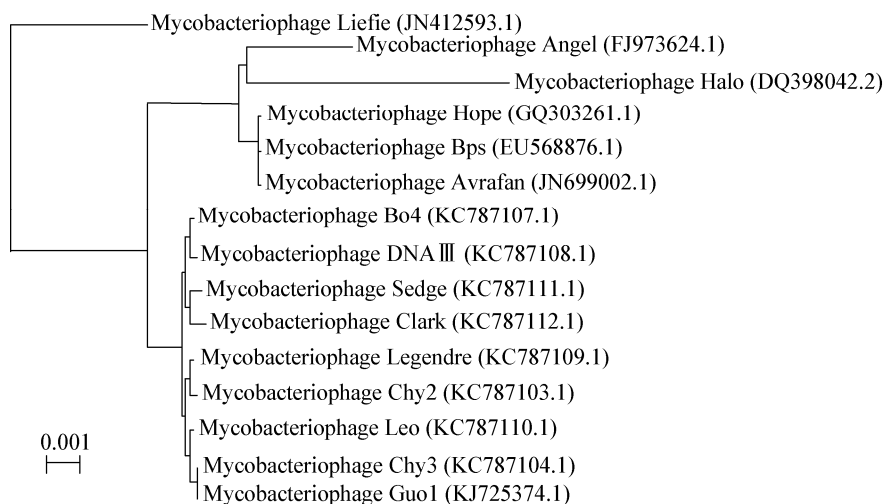 Mycobacteriophage Liefie (JN412593.1)
Mycobacteriophage Angel (FJ973624.1)
Mycobacteriophage Halo (DQ398042.2)
Mycobacteriophage Hope (GQ303261.1)
Mycobacteriophage Bps (EU568876.1)
Mycobacteriophage Avrafan (JN699002.1)
Mycobacteriophage Bo4 (KC787107.1)
Mycobacteriophage DNAⅢ (KC787108.1)
Mycobacteriophage Sedge (KC787111.1)
Mycobacteriophage Clark (KC787112.1)
Mycobacteriophage Legendre (KC787109.1)
Mycobacteriophage Chy2 (KC787103.1)
Mycobacteriophage Leo (KC787110.1)
0.001
Mycobacteriophage Chy3 (KC787104.1)
Mycobacteriophage Guo1 (KJ725374.1)